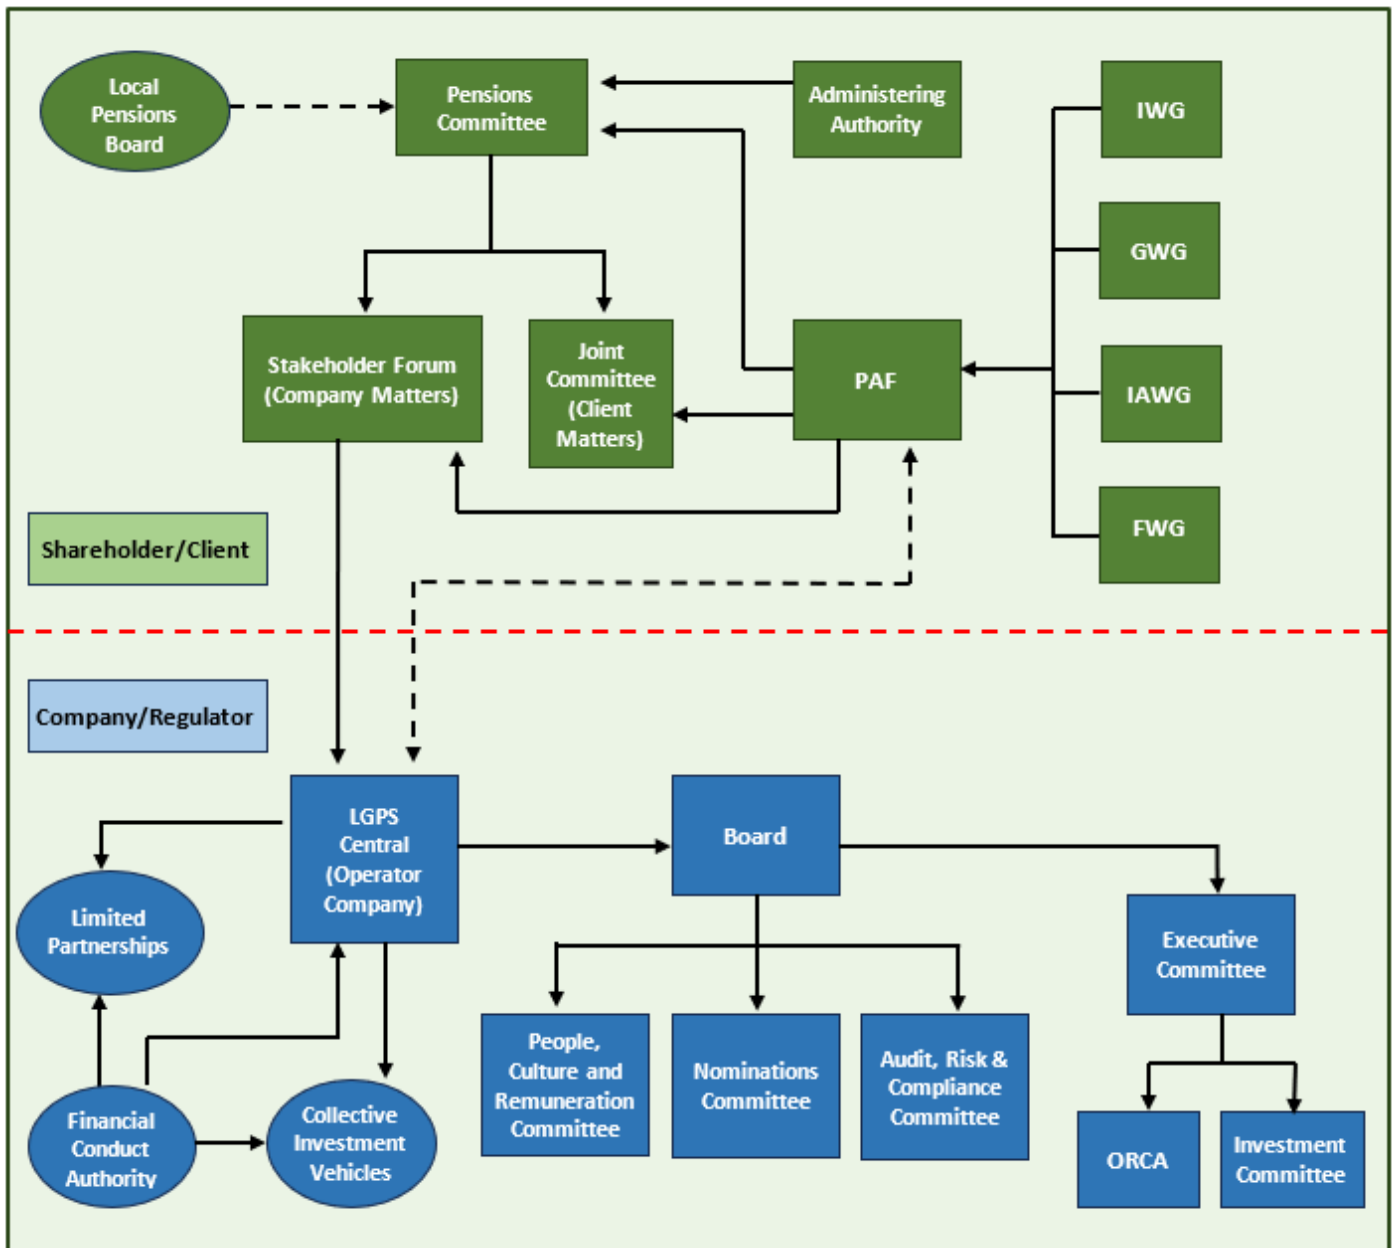 Local
Pensions
Board
Pensions
Committee
Administering
Authority
IWG
GWG
Stakeholder Forum
(Company Matters)
Joint
Committee
(Client
Matters)
PAF
IAWG
FWG
Shareholder/Client
Company/Regulator
LGPS
Central
(Operator
Company)
Board
Limited
Partnerships
Executive
Committee
People,
Culture and
Remuneration
Committee
Nominations
Committee
Audit, Risk &
Compliance
Committee
Financial
Conduct
Authority
Collective
Investment
Vehicles
ORCA
Investment
Committee